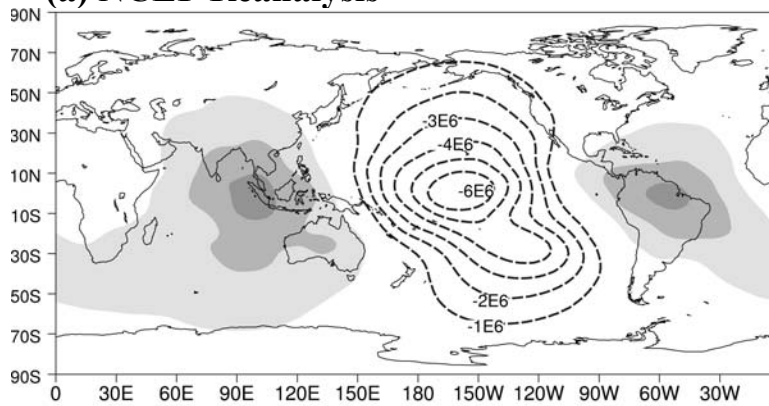 (a) NCEP Reanalysis
90N
70N
50N
30N
10N
10S
30S
50S
70S
90S
-3E6
-4E6
-6E6
-2E6
-1E6
0 30E 60E 90E 120E 150E 180 150W 120W 90W 60W 30W